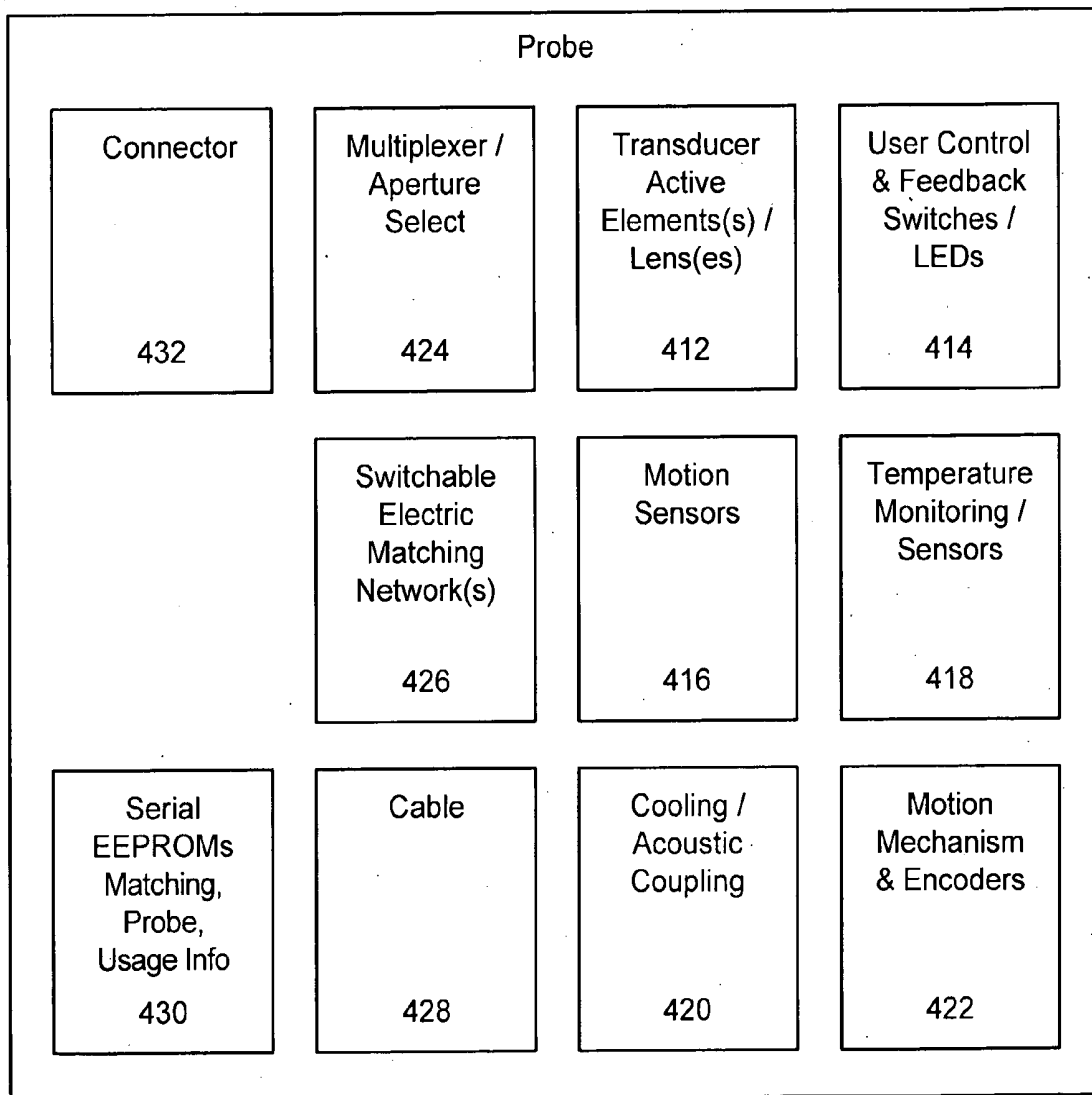 Probe
Connector
432
Multiplexer /
Aperture
Select
424
Transducer
Active
Elements(s) /
Lens(es)
412
User Control
& Feedback
Switches /
LEDs
414
Switchable
Electric
Matching
Network(s)
426
Motion
Sensors
416
Temperature
Monitoring /
Sensors
418
Serial
EEPROMs
Matching,
Probe,
Usage Info
430
Cable
428
Cooling /
Acoustic
Coupling
420
Motion
Mechanism
& Encoders
422